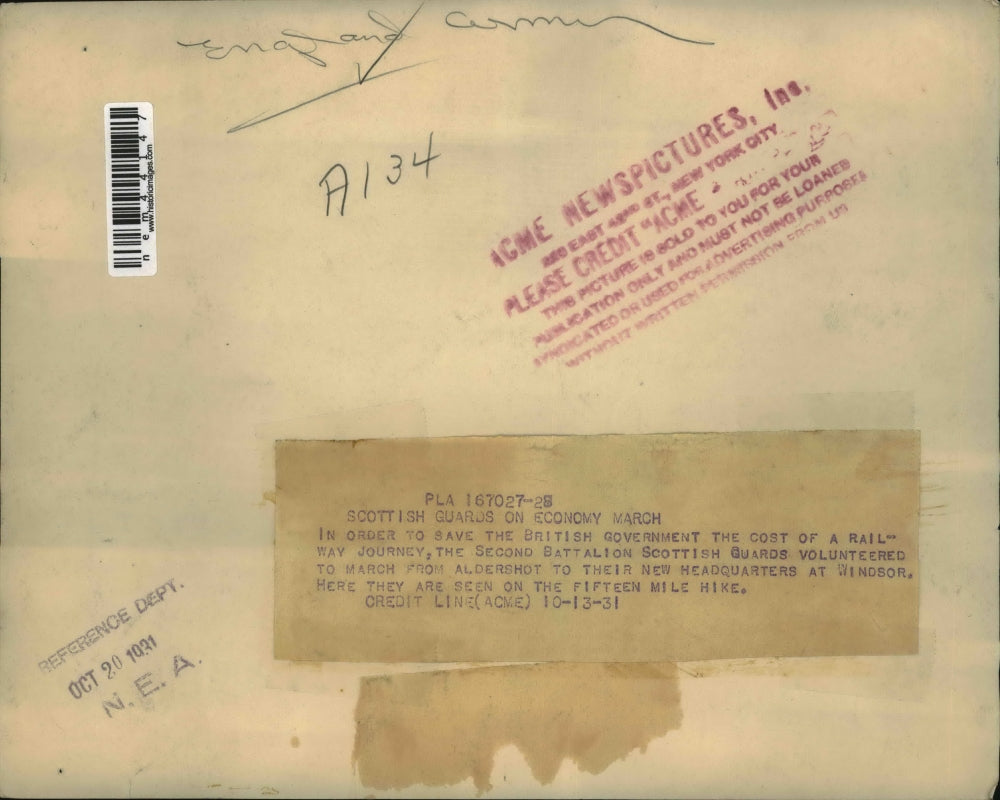 England Army
A134
nem44147
www.historicimages.com
ACME NEWSPICTURES, Inc.
220 EAST 42ND ST., NEW YORK CITY
PLEASE CREDIT "ACME
THIS PICTURE IS SOLD TO YOU FOR YOUR
PUBLICATION ONLY AND MUST NOT BE LOANED
SYNDICATED OR USED FOR ADVERTISING PURPOSES
WITHOUT WRITTEN PERMISSION FROM US
PLA 167027-28
SCOTTISH GUARDS ON ECONOMY MARCH
IN ORDER TO SAVE THE BRITISH GOVERNMENT THE COST OF A RAIL-
WAY JOURNEY, THE SECOND BATTALION SCOTTISH GUARDS VOLUNTEERED
TO MARCH FROM ALDERSHOT TO THEIR NEW HEADQUARTERS AT WINDSOR.
HERE THEY ARE SEEN ON THE FIFTEEN MILE HIKE.
CREDIT LINE(ACME) 10-13-31
REFERENCE DEPT.
OCT 20 1931
N. E. A.